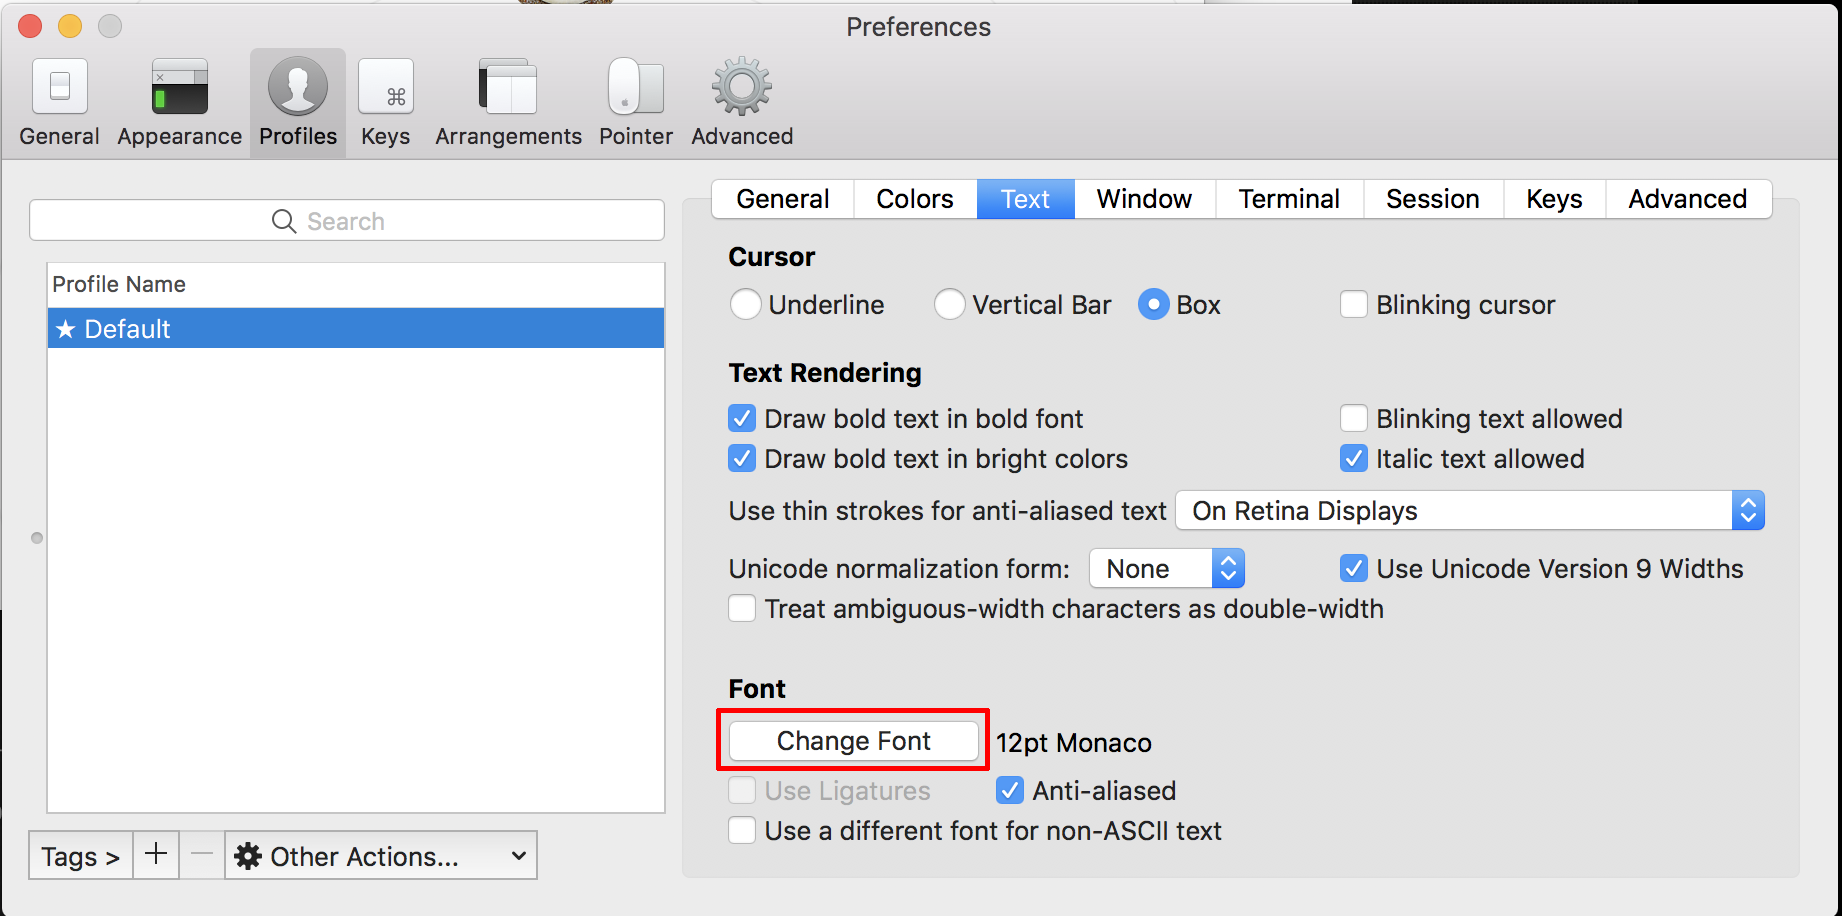 Preferences
General Appearance Profiles Keys Arrangements Pointer Advanced
Search
Profile Name
★ Default
Tags > + − Other Actions...
General Colors Text Window Terminal Session Keys Advanced
Cursor
Underline Vertical Bar Box Blinking cursor
Text Rendering
Draw bold text in bold font Blinking text allowed
Draw bold text in bright colors Italic text allowed
Use thin strokes for anti-aliased text On Retina Displays
Unicode normalization form: None Use Unicode Version 9 Widths
Treat ambiguous-width characters as double-width
Font
Change Font 12pt Monaco
Use Ligatures Anti-aliased
Use a different font for non-ASCII text